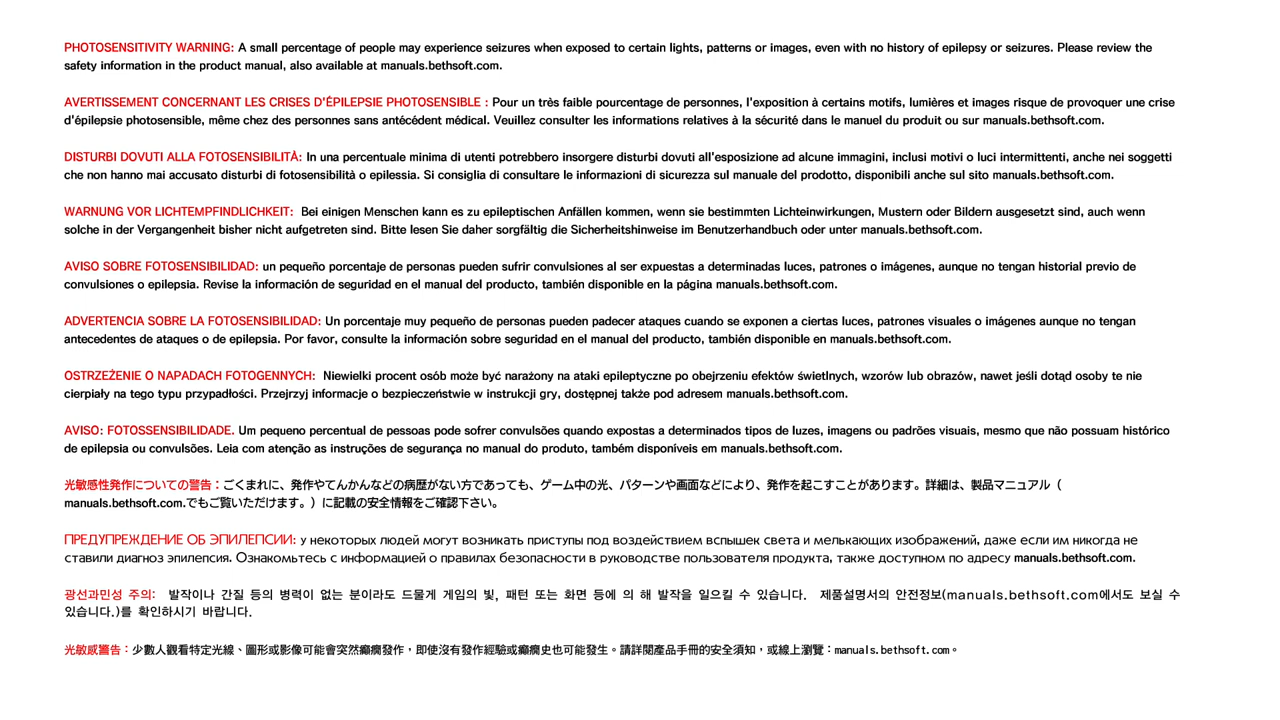 PHOTOSENSITIVITY WARNING: A small percentage of people may experience seizures when exposed to certain lights, patterns or images, even with no history of epilepsy or seizures. Please review the
safety information in the product manual, also available at manuals.bethsoft.com.
AVERTISSEMENT CONCERNANT LES CRISES D'ÉPILEPSIE PHOTOSENSIBLE : Pour un très faible pourcentage de personnes, l'exposition à certains motifs, lumières et images risque de provoquer une crise
d'épilepsie photosensible, même chez des personnes sans antécédent médical. Veuillez consulter les informations relatives à la sécurité dans le manuel du produit ou sur manuals.bethsoft.com.
DISTURBI DOVUTI ALLA FOTOSENSIBILITÀ: In una percentuale minima di utenti potrebbero insorgere disturbi dovuti all'esposizione ad alcune immagini, inclusi motivi o luci intermittenti, anche nei soggetti
che non hanno mai accusato disturbi di fotosensibilità o epilessia. Si consiglia di consultare le informazioni di sicurezza sul manuale del prodotto, disponibili anche sul sito manuals.bethsoft.com.
WARNUNG VOR LICHTEMPFINDLICHKEIT: Bei einigen Menschen kann es zu epileptischen Anfällen kommen, wenn sie bestimmten Lichteinwirkungen, Mustern oder Bildern ausgesetzt sind, auch wenn
solche in der Vergangenheit bisher nicht aufgetreten sind. Bitte lesen Sie daher sorgfältig die Sicherheitshinweise im Benutzerhandbuch oder unter manuals.bethsoft.com.
AVISO SOBRE FOTOSENSIBILIDAD: un pequeño porcentaje de personas pueden sufrir convulsiones al ser expuestas a determinadas luces, patrones o imágenes, aunque no tengan historial previo de
convulsiones o epilepsia. Revise la información de seguridad en el manual del producto, también disponible en la página manuals.bethsoft.com.
ADVERTENCIA SOBRE LA FOTOSENSIBILIDAD: Un porcentaje muy pequeño de personas pueden padecer ataques cuando se exponen a ciertas luces, patrones visuales o imágenes aunque no tengan
antecedentes de ataques o de epilepsia. Por favor, consulte la información sobre seguridad en el manual del producto, también disponible en manuals.bethsoft.com.
OSTRZEŻENIE O NAPADACH FOTOGENNYCH: Niewielki procent osób może być narażony na ataki epileptyczne po obejrzeniu efektów świetlnych, wzorów lub obrazów, nawet jeśli dotąd osoby te nie
cierpiały na tego typu przypadłości. Przejrzyj informacje o bezpieczeństwie w instrukcji gry, dostępnej także pod adresem manuals.bethsoft.com.
AVISO: FOTOSSENSIBILIDADE. Um pequeno percentual de pessoas pode sofrer convulsões quando expostas a determinados tipos de luzes, imagens ou padrões visuais, mesmo que não possuam histórico
de epilepsia ou convulsões. Leia com atenção as instruções de segurança no manual do produto, também disponíveis em manuals.bethsoft.com.
光敏感性発作についての警告：ごくまれに、発作やてんかんなどの病歴がない方であっても、ゲーム中の光、パターンや画面などにより、発作を起こすことがあります。詳細は、製品マニュアル（
manuals.bethsoft.com.でもご覧いただけます。）に記載の安全情報をご確認下さい。
ПРЕДУПРЕЖДЕНИЕ ОБ ЭПИЛЕПСИИ: у некоторых людей могут возникать приступы под воздействием вспышек света и мелькающих изображений, даже если им никогда не
ставили диагноз эпилепсия. Ознакомьтесь с информацией о правилах безопасности в руководстве пользователя продукта, также доступном по адресу manuals.bethsoft.com.
광선과민성 주의: 발작이나 간질 등의 병력이 없는 분이라도 드물게 게임의 빛, 패턴 또는 화면 등에 의 해 발작을 일으킬 수 있습니다. 제품설명서의 안전정보(manuals.bethsoft.com에서도 보실 수
있습니다.)를 확인하시기 바랍니다.
光敏感警告：少數人觀看特定光線、圖形或影像可能會突然癲癇發作，即使沒有發作經驗或癲癇史也可能發生。請詳閱產品手冊的安全須知，或線上瀏覽：manuals.bethsoft.com。